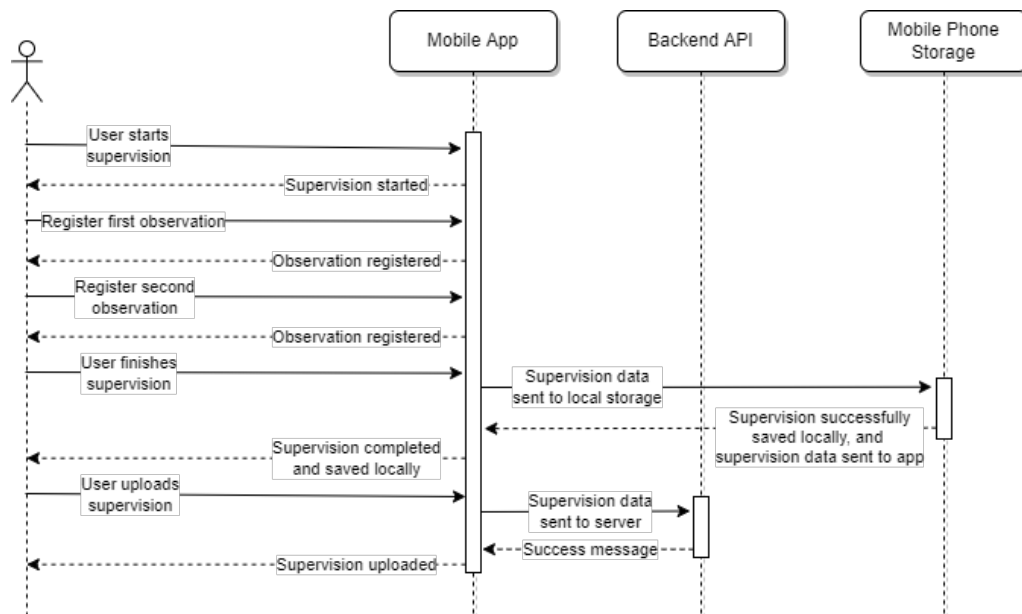 Mobile App
Backend API
Mobile Phone
Storage
User starts
supervision
Supervision started
Register first observation
Observation registered
Register second
observation
Observation registered
User finishes
supervision
Supervision data
sent to local storage
Supervision successfully
saved locally, and
supervision data sent to app
Supervision completed
and saved locally
User uploads
supervision
Supervision data
sent to server
Success message
Supervision uploaded